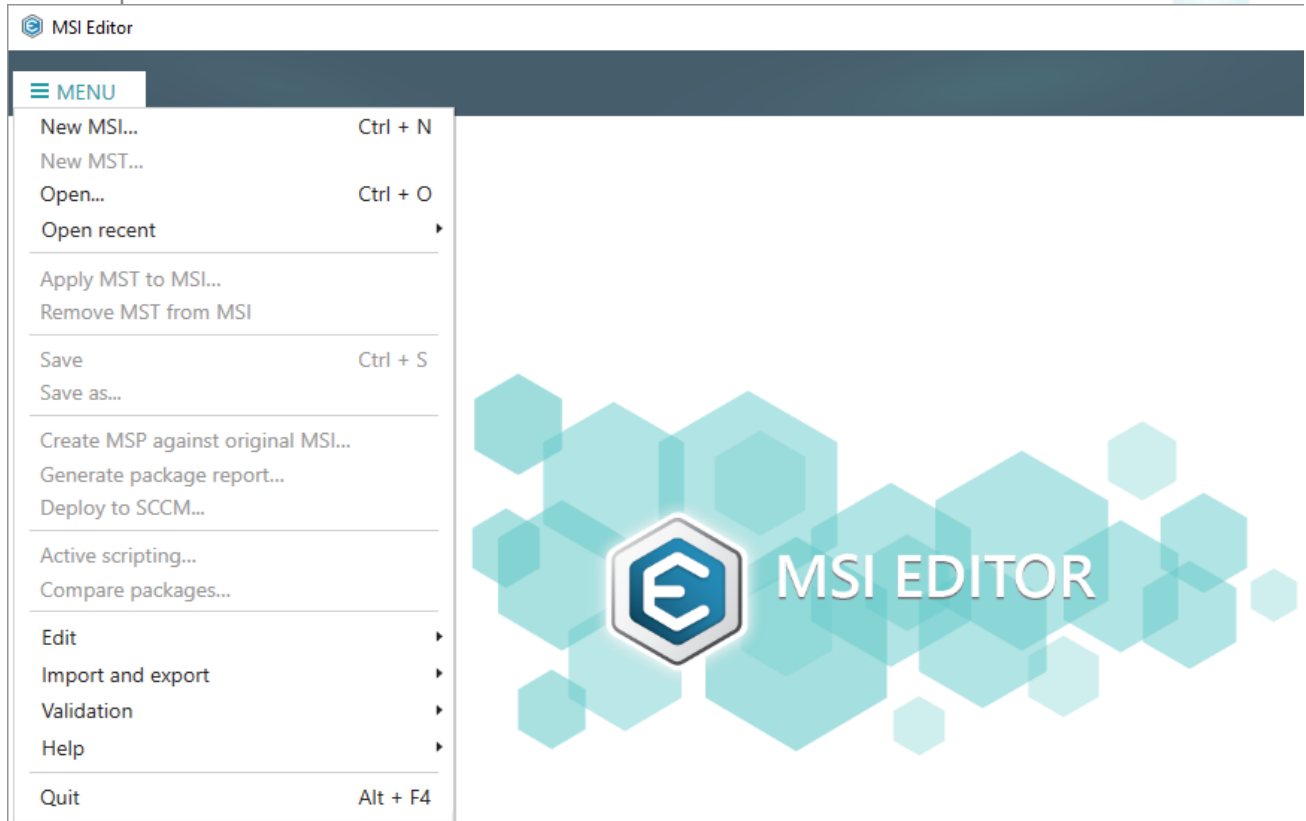 MSI Editor
MENU
New MSI... Ctrl + N
New MST...
Open... Ctrl + O
Open recent
Apply MST to MSI...
Remove MST from MSI
Save Ctrl + S
Save as...
Create MSP against original MSI...
Generate package report...
Deploy to SCCM...
Active scripting...
Compare packages...
Edit
Import and export
Validation
Help
Quit Alt + F4
MSI EDITOR